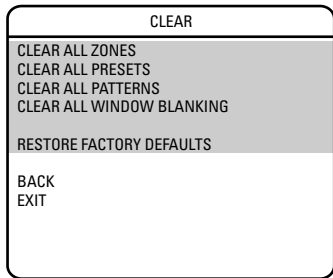 CLEAR
CLEAR ALL ZONES
CLEAR ALL PRESETS
CLEAR ALL PATTERNS
CLEAR ALL WINDOW BLANKING
RESTORE FACTORY DEFAULTS
BACK
EXIT